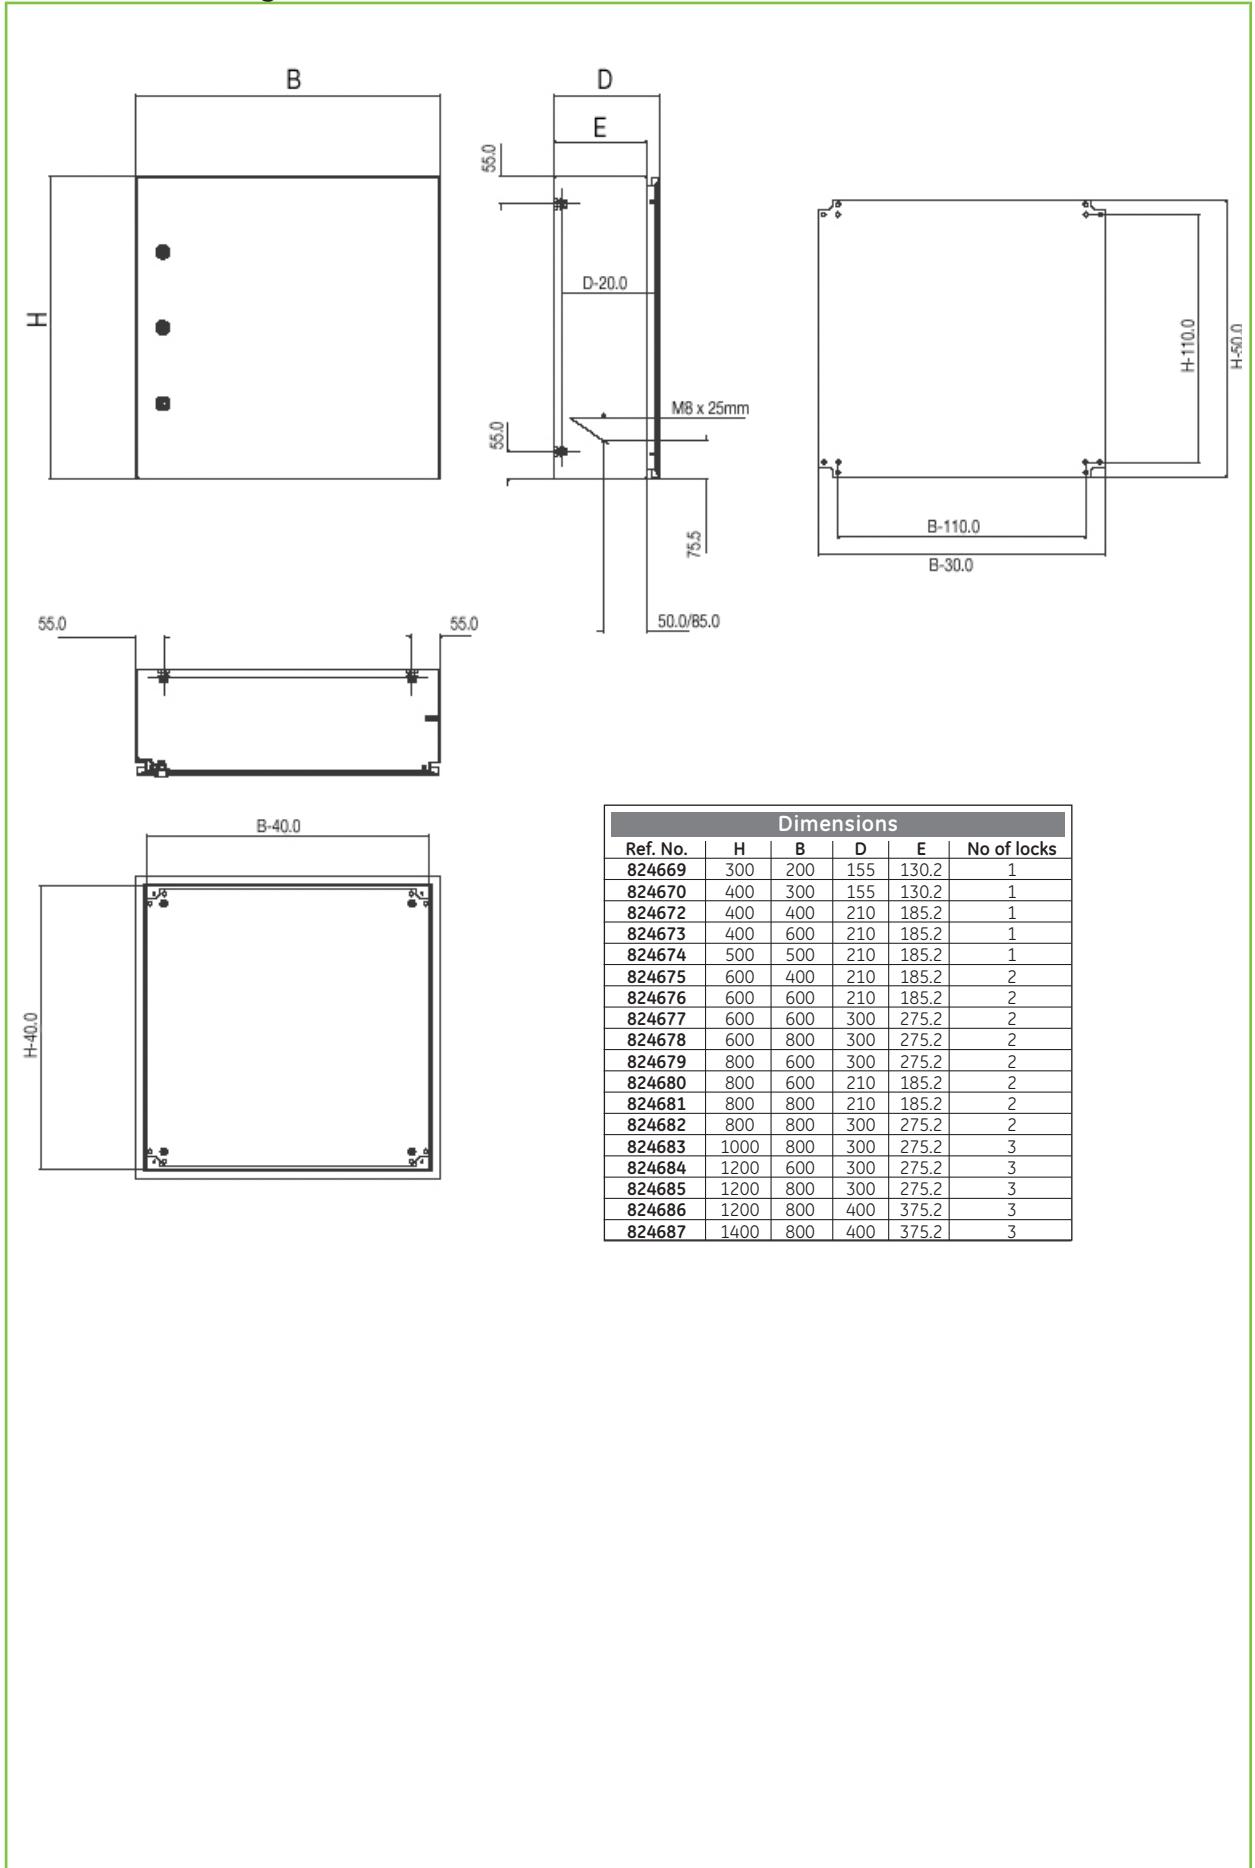 B
D
E
H
55.0
D-20.0
M8 x 25mm
55.0
75.5
50.0/85.0
H-110.0
H-50.0
B-110.0
B-30.0
55.0
55.0
B-40.0
H-40.0
Dimensions
Ref. No. H B D E No of locks
824669 300 200 155 130.2 1
824670 400 300 155 130.2 1
824672 400 400 210 185.2 1
824673 400 600 210 185.2 1
824674 500 500 210 185.2 1
824675 600 400 210 185.2 2
824676 600 600 210 185.2 2
824677 600 600 300 275.2 2
824678 600 800 300 275.2 2
824679 800 600 300 275.2 2
824680 800 600 210 185.2 2
824681 800 800 210 185.2 2
824682 800 800 300 275.2 2
824683 1000 800 300 275.2 3
824684 1200 600 300 275.2 3
824685 1200 800 300 275.2 3
824686 1200 800 400 375.2 3
824687 1400 800 400 375.2 3